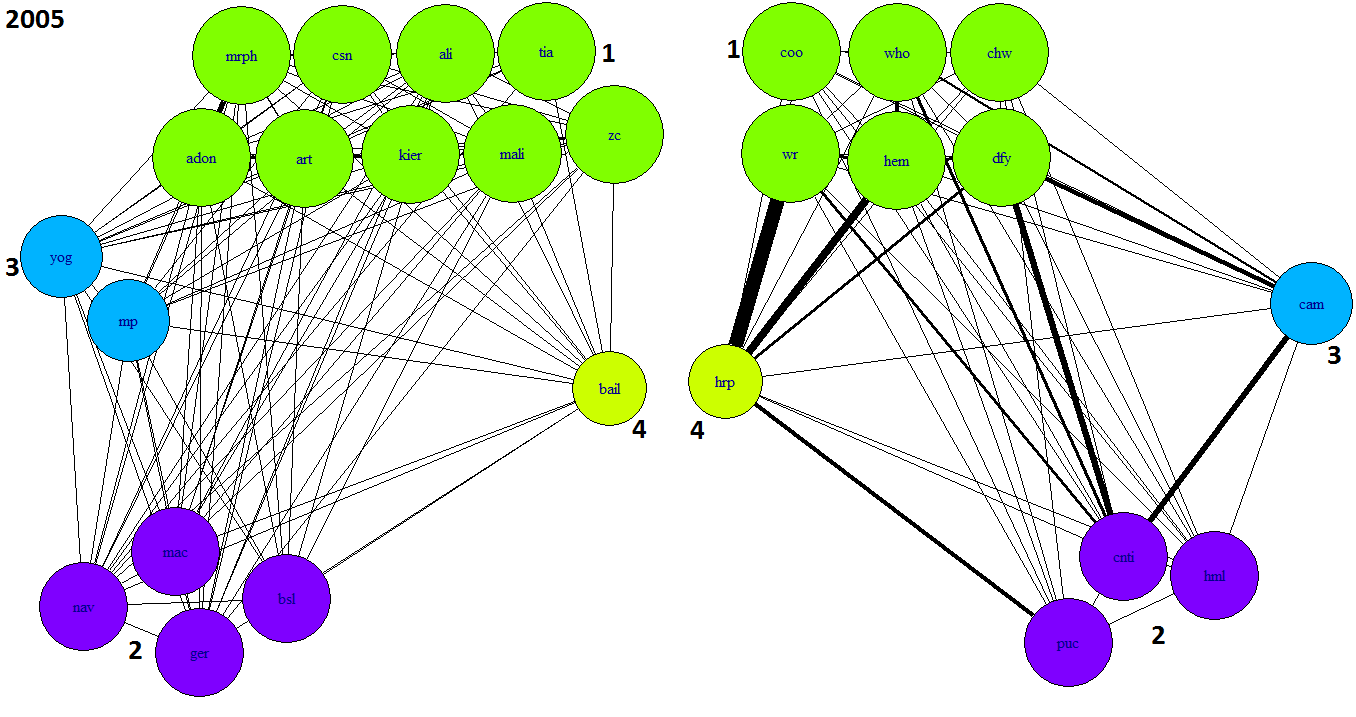 2005
mrph csn ali tia 1
adon art kier mali zc
3 yog
mp
bail
4
mac
nav bsl
2 ger
1 coo who chw
wr hem dfy
cam
3
hrp
4
cnti hml
puc 2